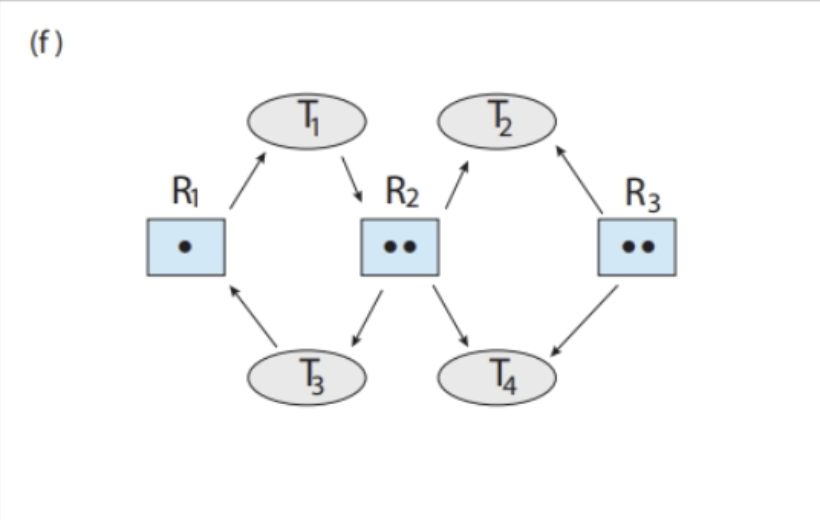 (f)
T1 T2
R1 R2 R3
T3 T4